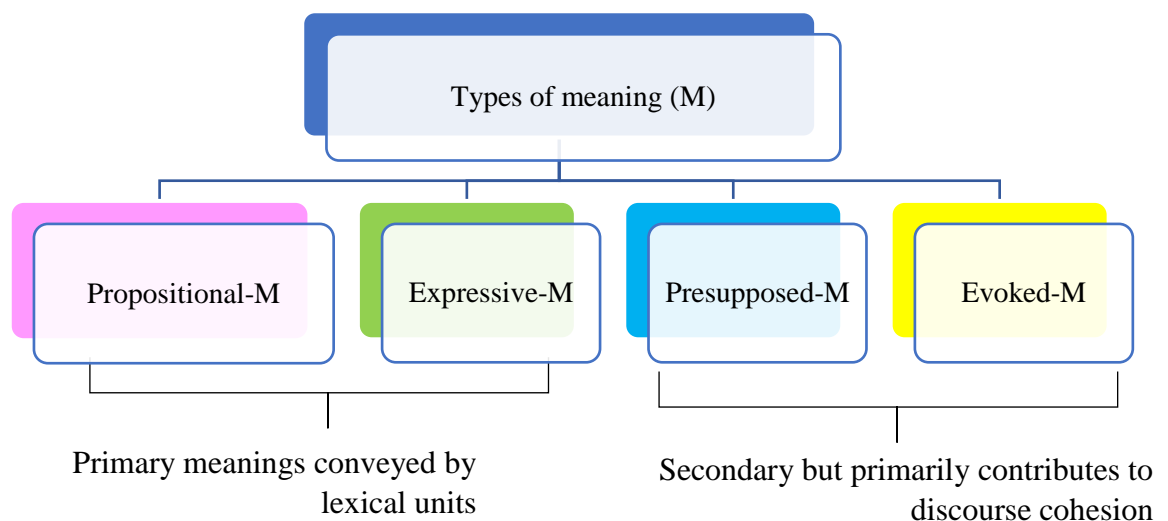 Types of meaning (M)
Propositional-M
Expressive-M
Presupposed-M
Evoked-M
Primary meanings conveyed by
lexical units
Secondary but primarily contributes to
discourse cohesion